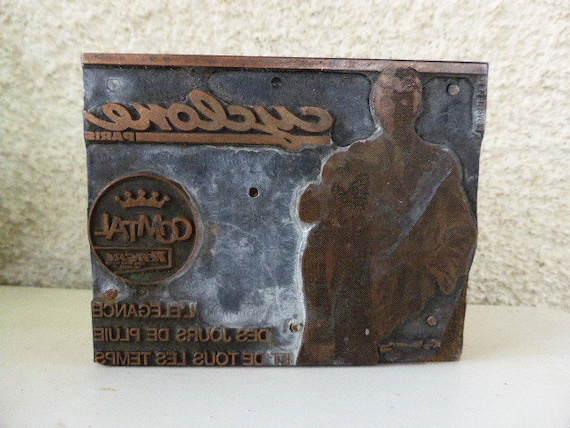 cyclone
PARIS
COMTAL
L'ELEGANCE
DES JOURS DE PLUIE
ET DE TOUS LES TEMPS